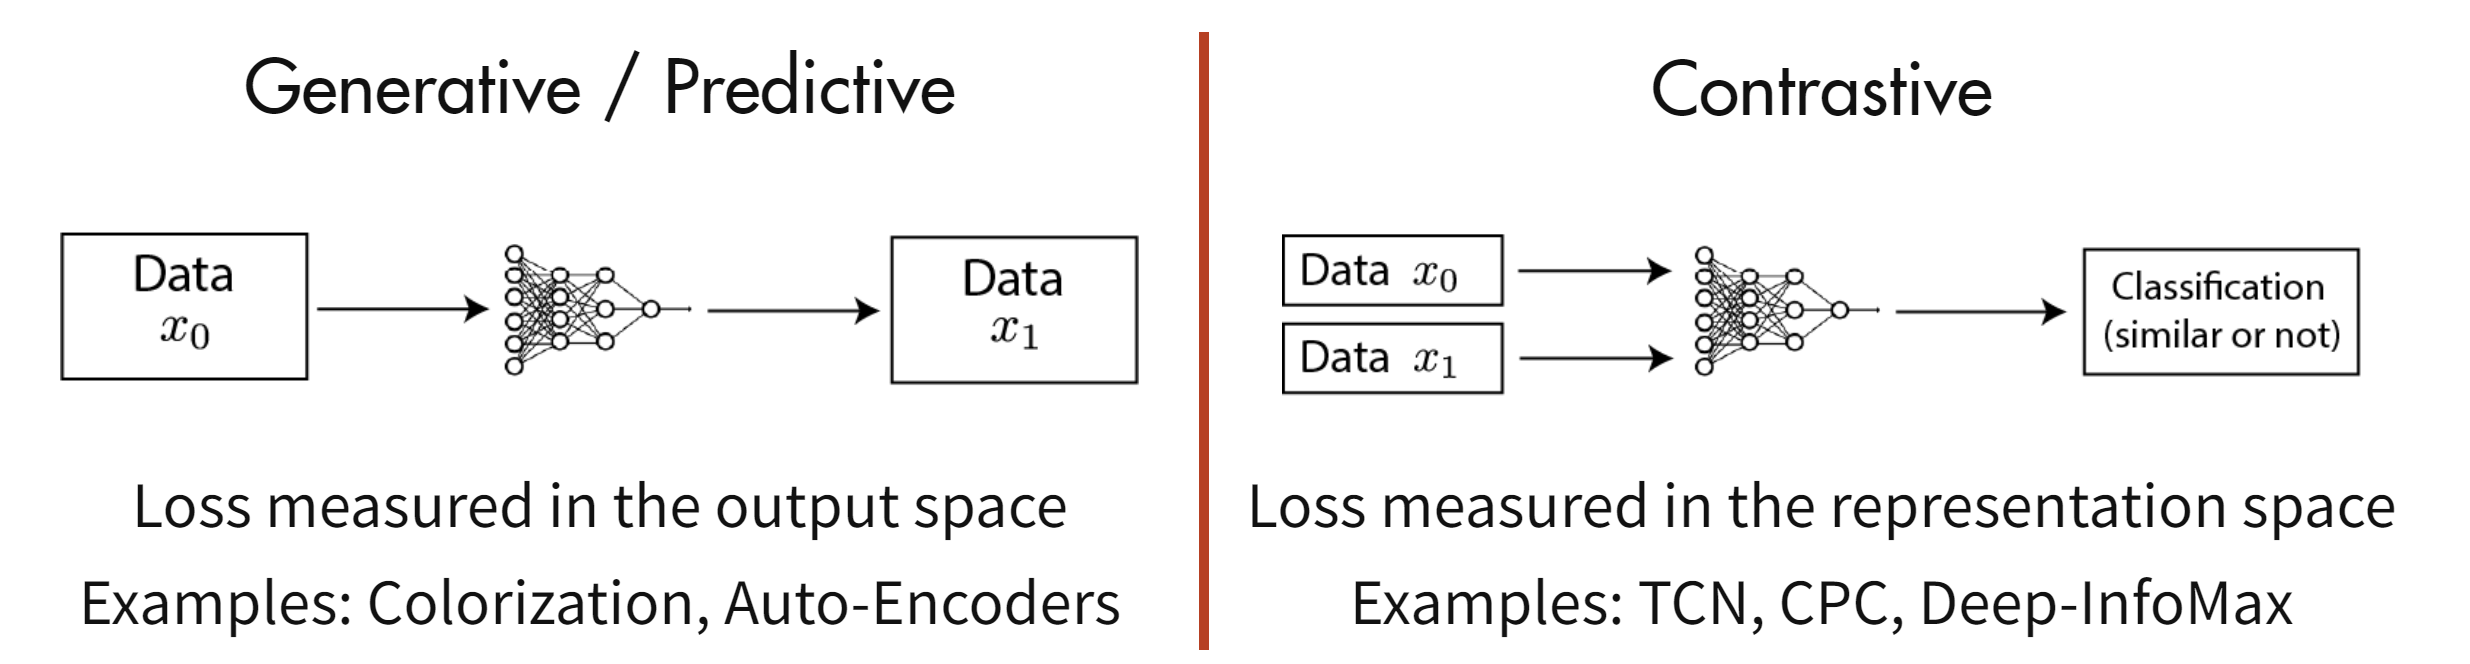 Generative / Predictive
Data
x₀
Data
x₁
Loss measured in the output space
Examples: Colorization, Auto-Encoders
Contrastive
Data x₀
Data x₁
Classification
(similar or not)
Loss measured in the representation space
Examples: TCN, CPC, Deep-InfoMax